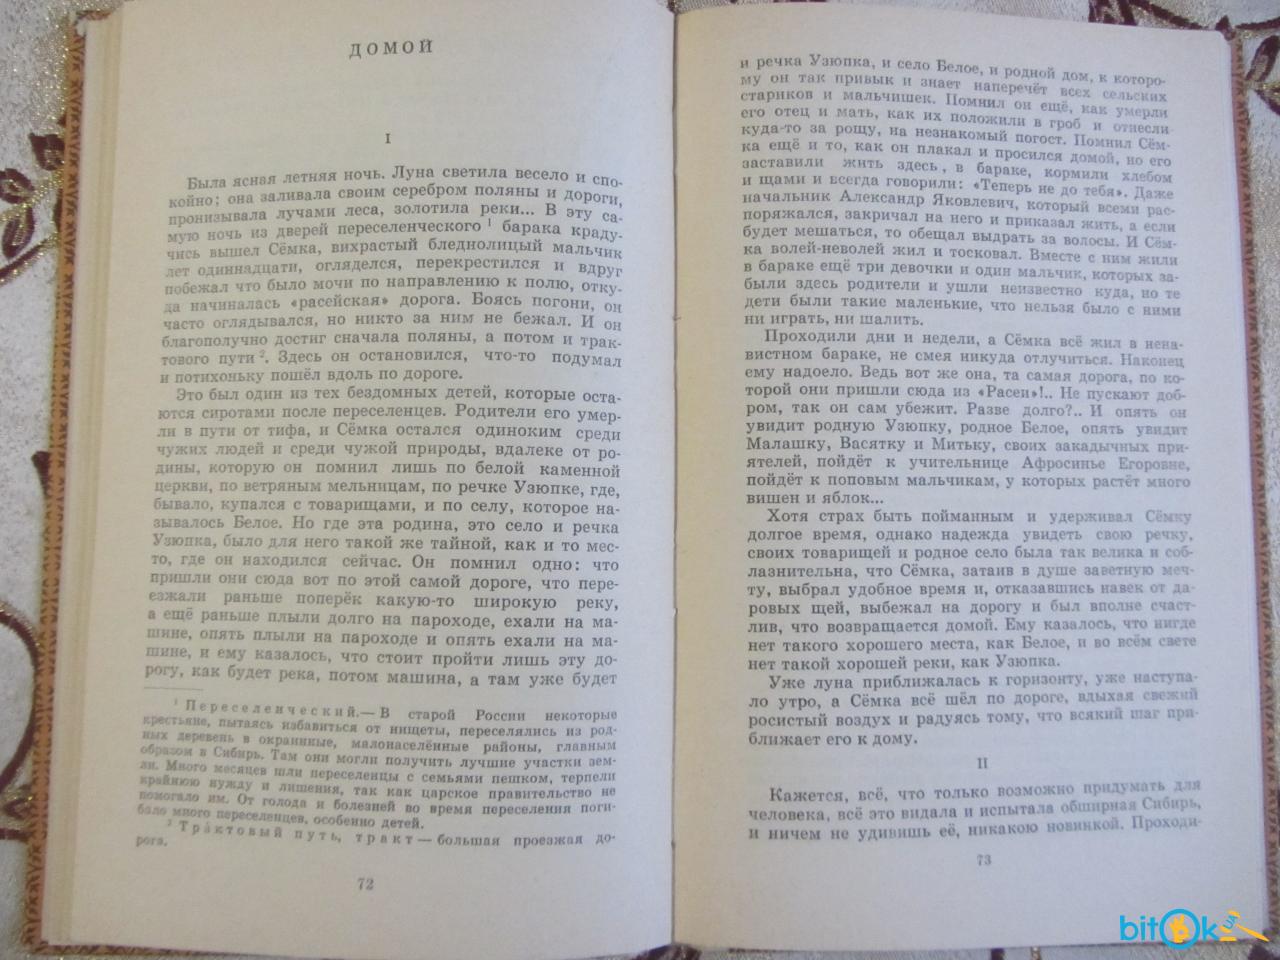 ДОМОЙ
I
Была ясная летняя ночь. Луна светила весело и спо-
койно; она заливала своим серебром поляны и дороги,
пронизывала лучами леса, золотила реки... В эту са-
мую ночь из дверей переселенческого ¹ барака краду-
чись вышел Сёмка, вихрастый бледнолицый мальчик
лет одиннадцати, огляделся, перекрестился и вдруг
побежал что было мочи по направлению к полю, отку-
да начиналась «расейская» дорога. Боясь погони, он
часто оглядывался, но никто за ним не бежал. И он
благополучно достиг сначала поляны, а потом и трак-
тового пути ². Здесь он остановился, что-то подумал
и потихоньку пошёл вдоль по дороге.
Это был один из тех бездомных детей, которые оста-
ются сиротами после переселенцев. Родители его умер-
ли в пути от тифа, и Сёмка остался одиноким среди
чужих людей и среди чужой природы, вдалеке от ро-
дины, которую он помнил лишь по белой каменной
церкви, по ветряным мельницам, по речке Узюпке, где,
бывало, купался с товарищами, и по селу, которое на-
зывалось Белое. Но где эта родина, это село и речка
Узюпка, было для него такой же тайной, как и то мес-
то, где он находился сейчас. Он помнил одно: что
пришли они сюда вот по этой самой дороге, что пере-
езжали раньше поперёк какую-то широкую реку,
а ещё раньше плыли долго на пароходе, ехали на ма-
шине, опять плыли на пароходе и опять ехали на ма-
шине, и ему казалось, что стоит пройти лишь эту до-
рогу, как будет река, потом машина, а там уже будет
¹ Переселенческий.— В старой России некоторые
крестьяне, пытаясь избавиться от нищеты, переселялись из род-
ных деревень в окраинные, малонаселённые районы, главным
образом в Сибирь. Там они могли получить лучшие участки зем-
ли. Много месяцев шли переселенцы с семьями пешком, терпели
крайнюю нужду и лишения, так как царское правительство не
помогало им. От голода и болезней во время переселения поги-
бало много переселенцев, особенно детей.
² Трактовый путь, тракт — большая проезжая до-
рога.
72
и речка Узюпка, и село Белое, и родной дом, к которо-
му он так привык и знает наперечёт всех сельских
стариков и мальчишек. Помнил он ещё, как умерли
его отец и мать, как их положили в гроб и отнесли
куда-то за рощу, на незнакомый погост. Помнил Сём-
ка ещё и то, как он плакал и просился домой, но его
заставили жить здесь, в бараке, кормили хлебом
и щами и всегда говорили: «Теперь не до тебя». Даже
начальник Александр Яковлевич, который всеми рас-
поряжался, закричал на него и приказал жить, а если
будет мешаться, то обещал выдрать за волосы. И Сём-
ка волей-неволей жил и тосковал. Вместе с ним жили
в бараке ещё три девочки и один мальчик, которых за-
были здесь родители и ушли неизвестно куда, но те
дети были такие маленькие, что нельзя было с ними
ни играть, ни шалить.
Проходили дни и недели, а Сёмка всё жил в нена-
вистном бараке, не смея никуда отлучиться. Наконец
ему надоело. Ведь вот же она, та самая дорога, по ко-
торой они пришли сюда из «Расеи»!.. Не пускают доб-
ром, так он сам убежит. Разве долго?.. И опять он
увидит родную Узюпку, родное Белое, опять увидит
Малашку, Васятку и Митьку, своих закадычных при-
ятелей, пойдёт к учительнице Афросинье Егоровне,
пойдёт к поповым мальчикам, у которых растёт много
вишен и яблок...
Хотя страх быть пойманным и удерживал Сёмку
долгое время, однако надежда увидеть свою речку,
своих товарищей и родное село была так велика и соб-
лазнительна, что Сёмка, затаив в душе заветную меч-
ту, выбрал удобное время и, отказавшись навек от да-
ровых щей, выбежал на дорогу и был вполне счаст-
лив, что возвращается домой. Ему казалось, что нигде
нет такого хорошего места, как Белое, и во всём свете
нет такой хорошей реки, как Узюпка.
Уже луна приближалась к горизонту, уже наступа-
ло утро, а Сёмка всё шёл по дороге, вдыхая свежий
росистый воздух и радуясь тому, что всякий шаг при-
ближает его к дому.
II
Кажется, всё, что только возможно придумать для
человека, всё это видала и испытала обширная Сибирь,
и ничем не удивишь её, никакою новинкой. Проходи-
73
bitok ua